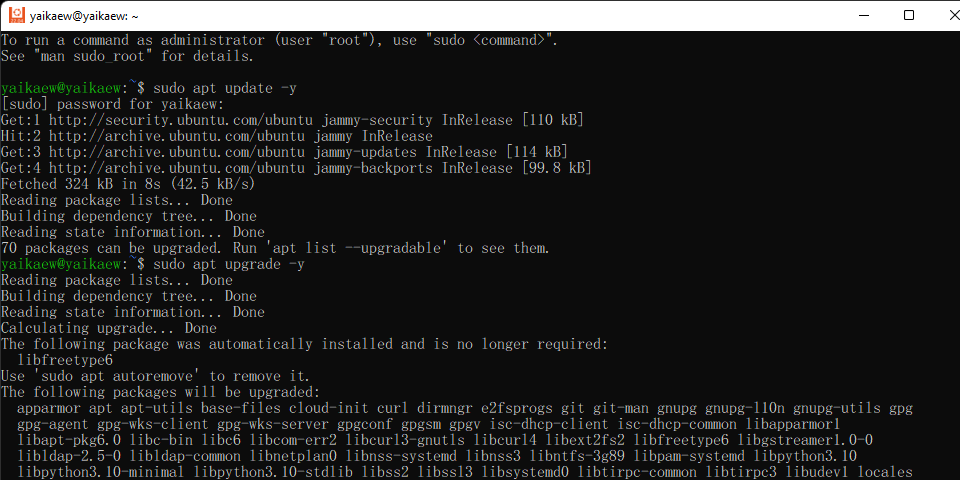 yaikaew@yaikaew: ~
To run a command as administrator (user "root"), use "sudo <command>".
See "man sudo_root" for details.
yaikaew@yaikaew:~$ sudo apt update -y
[sudo] password for yaikaew:
Get:1 http://security.ubuntu.com/ubuntu jammy-security InRelease [110 kB]
Hit:2 http://archive.ubuntu.com/ubuntu jammy InRelease
Get:3 http://archive.ubuntu.com/ubuntu jammy-updates InRelease [114 kB]
Get:4 http://archive.ubuntu.com/ubuntu jammy-backports InRelease [99.8 kB]
Fetched 324 kB in 8s (42.5 kB/s)
Reading package lists... Done
Building dependency tree... Done
Reading state information... Done
70 packages can be upgraded. Run 'apt list --upgradable' to see them.
yaikaew@yaikaew:~$ sudo apt upgrade -y
Reading package lists... Done
Building dependency tree... Done
Reading state information... Done
Calculating upgrade... Done
The following package was automatically installed and is no longer required:
libfreetype6
Use 'sudo apt autoremove' to remove it.
The following packages will be upgraded:
apparmor apt apt-utils base-files cloud-init curl dirmngr e2fsprogs git git-man gnupg gnupg-l10n gnupg-utils gpg
gpg-agent gpg-wks-client gpg-wks-server gpgconf gpgsm gpgv isc-dhcp-client isc-dhcp-common libapparmor1
libapt-pkg6.0 libc-bin libc6 libcom-err2 libcurl3-gnutls libcurl4 libext2fs2 libfreetype6 libgstreamer1.0-0
libldap-2.5-0 libldap-common libnetplan0 libnss-systemd libnss3 libntfs-3g89 libpam-systemd libpython3.10
libpython3.10-minimal libpython3.10-stdlib libss2 libssl3 libsystemd0 libtirpc-common libtirpc3 libudev1 locales